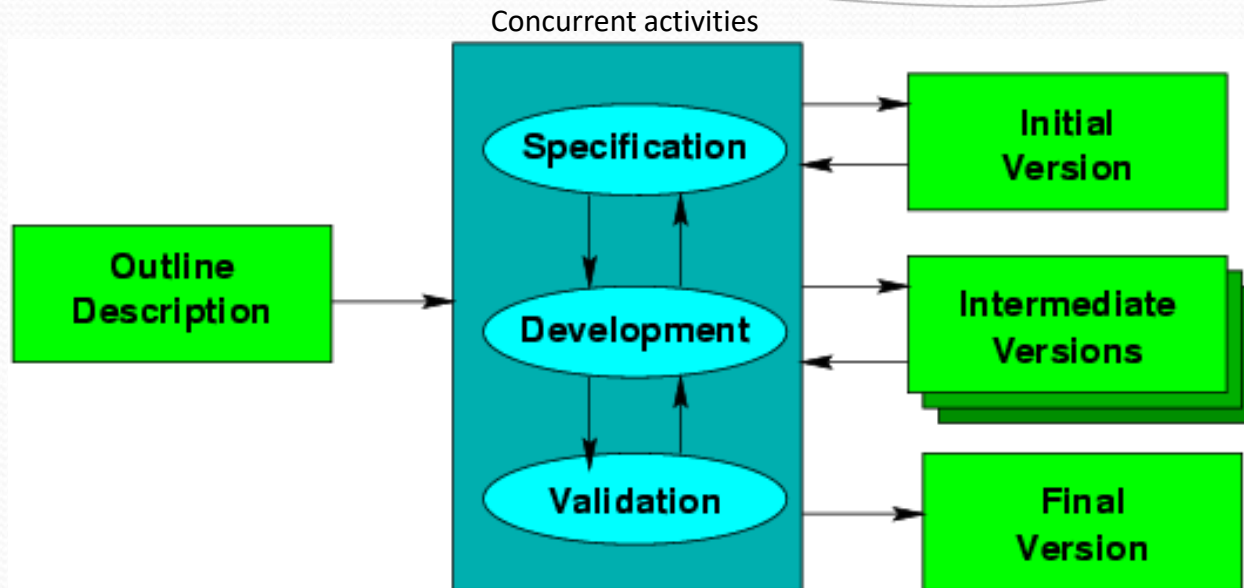 Concurrent activities
Outline
Description
Specification
Development
Validation
Initial
Version
Intermediate
Versions
Final
Version